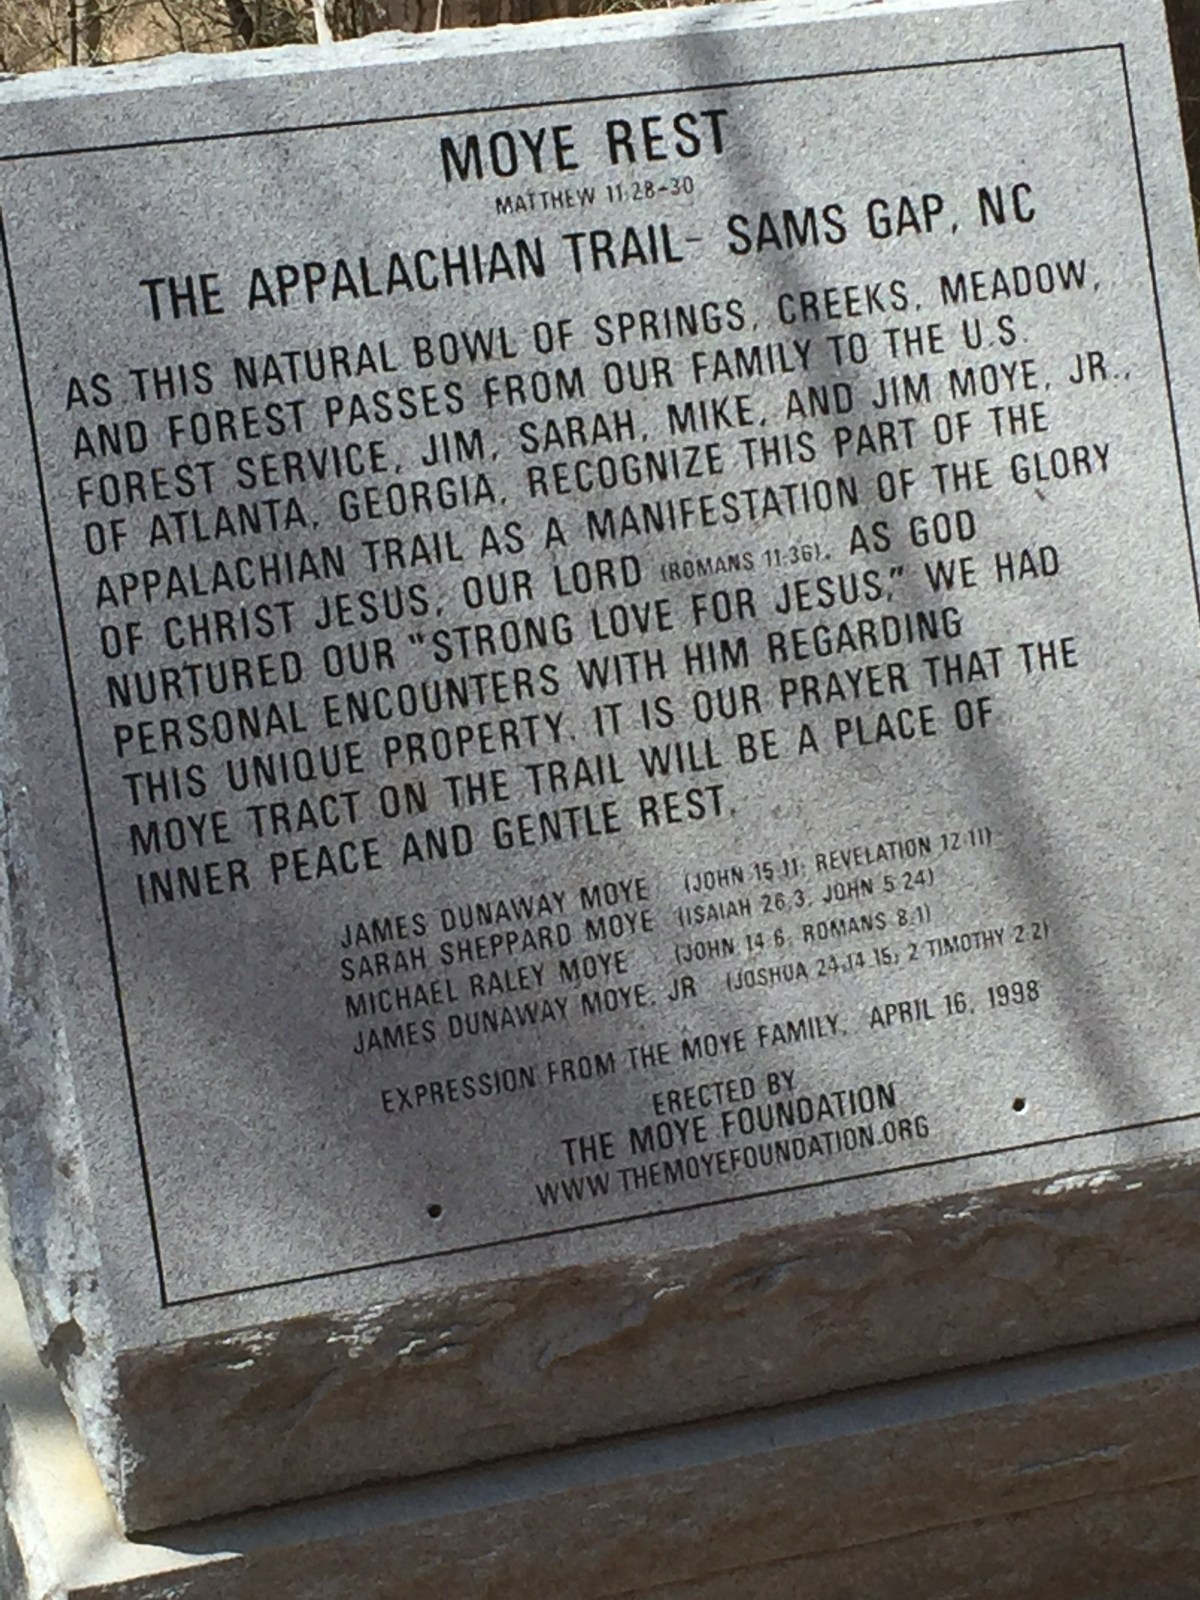 MOYE REST
MATTHEW 11:28-30
THE APPALACHIAN TRAIL- SAMS GAP, NC
AS THIS NATURAL BOWL OF SPRINGS, CREEKS, MEADOW,
AND FOREST PASSES FROM OUR FAMILY TO THE U.S.
FOREST SERVICE, JIM, SARAH, MIKE, AND JIM MOYE, JR.,
OF ATLANTA, GEORGIA, RECOGNIZE THIS PART OF THE
APPALACHIAN TRAIL AS A MANIFESTATION OF THE GLORY
OF CHRIST JESUS, OUR LORD (ROMANS 11:36). AS GOD
NURTURED OUR "STRONG LOVE FOR JESUS," WE HAD
PERSONAL ENCOUNTERS WITH HIM REGARDING
THIS UNIQUE PROPERTY. IT IS OUR PRAYER THAT THE
MOYE TRACT ON THE TRAIL WILL BE A PLACE OF
INNER PEACE AND GENTLE REST.
JAMES DUNAWAY MOYE (JOHN 15:11; REVELATION 12:11)
SARAH SHEPPARD MOYE (ISAIAH 26:3, JOHN 5:24)
MICHAEL RALEY MOYE (JOHN 14:6; ROMANS 8:1)
JAMES DUNAWAY MOYE, JR (JOSHUA 24:14-15; 2 TIMOTHY 2:2)
EXPRESSION FROM THE MOYE FAMILY, APRIL 16, 1998
ERECTED BY
THE MOYE FOUNDATION
WWW.THEMOYEFOUNDATION.ORG